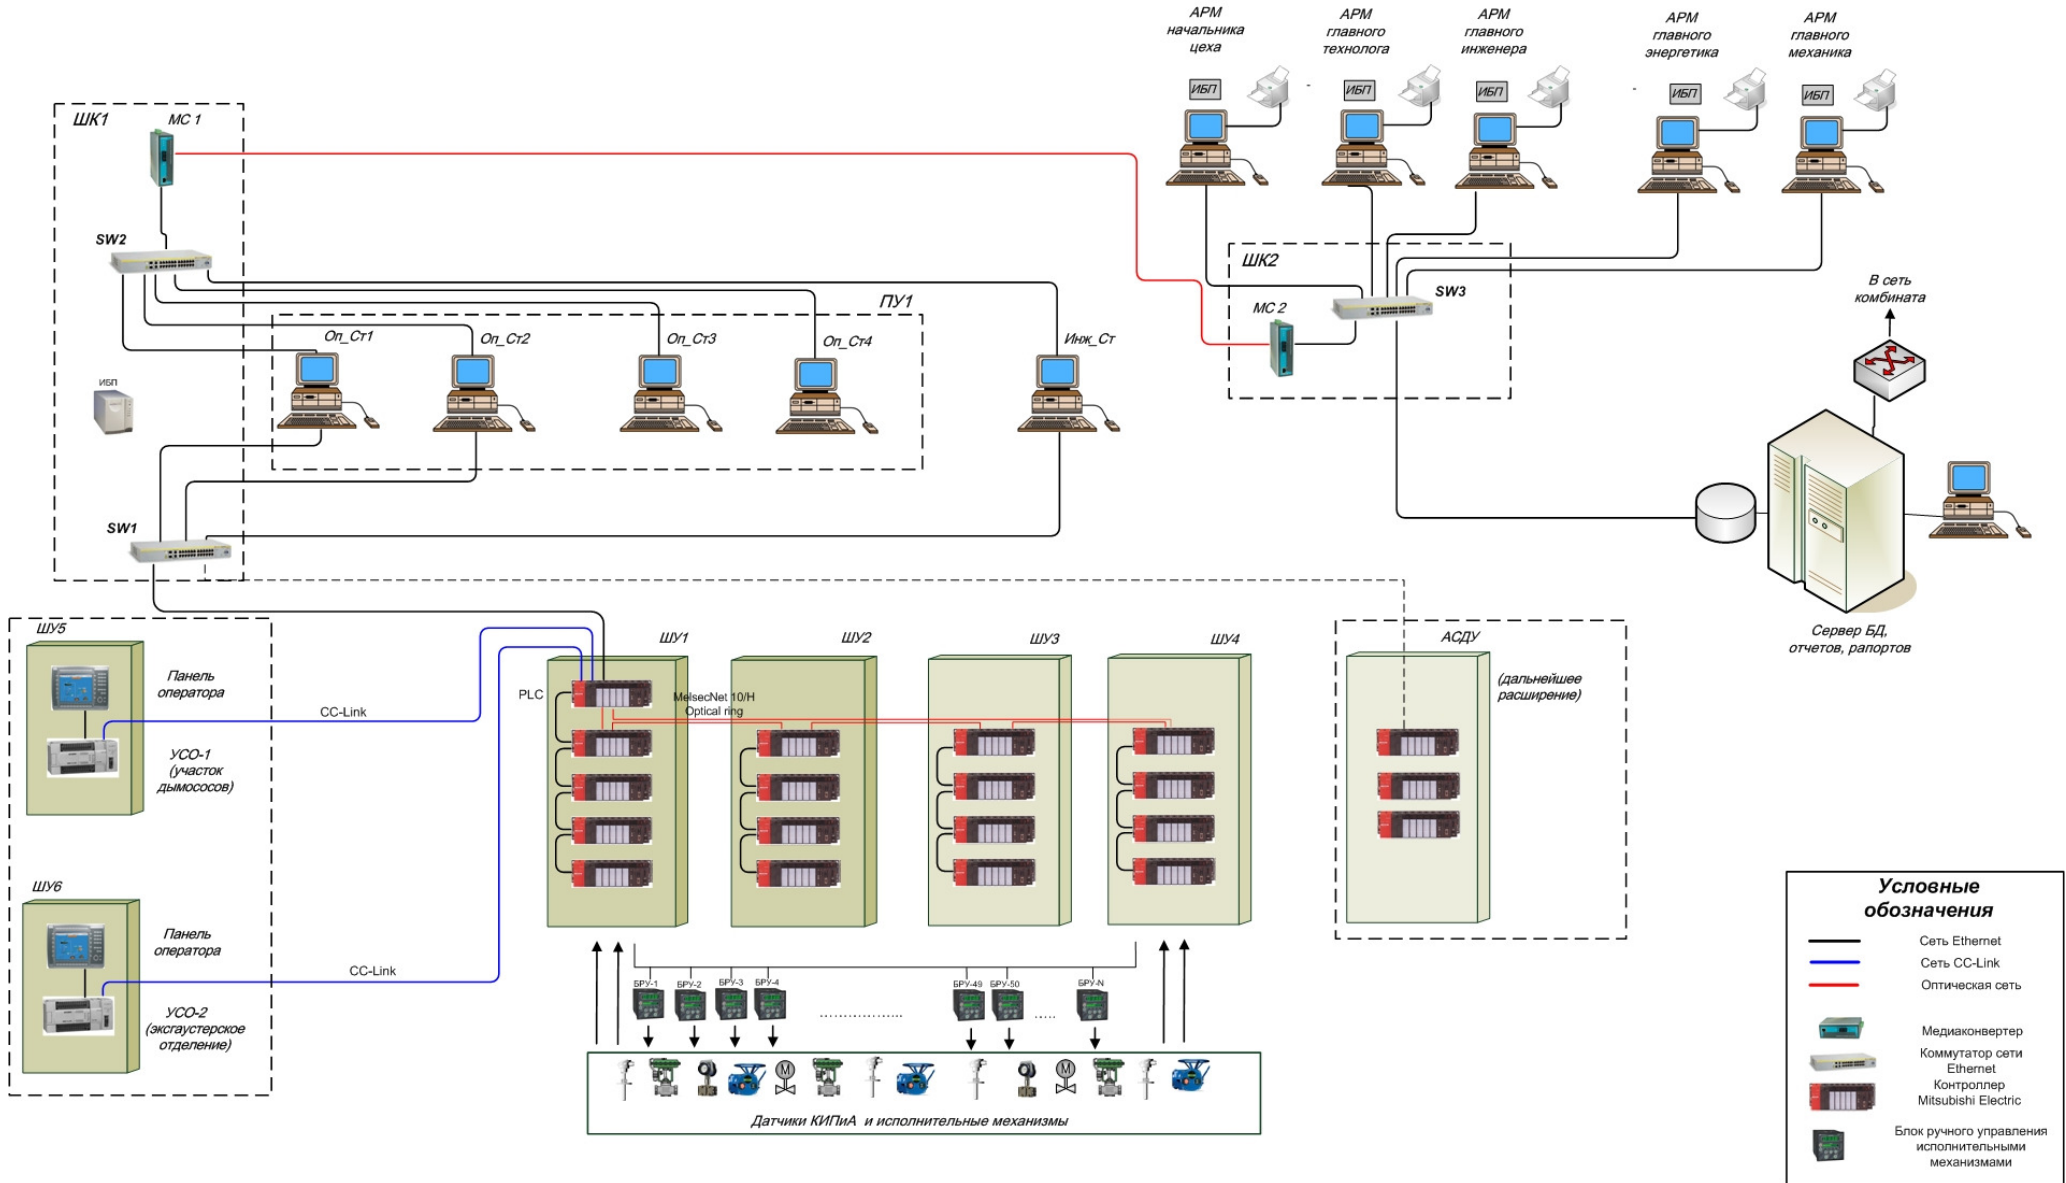 АРМ
начальника
цеха
АРМ
главного
технолога
АРМ
главного
инженера
АРМ
главного
энергетика
АРМ
главного
механика
ИБП
ИБП
ИБП
ИБП
ИБП
ШК1
МС 1
SW2
ПУ1
Оп_Ст1
Оп_Ст2
Оп_Ст3
Оп_Ст4
Инж_Ст
ИБП
SW1
ШК2
МС 2
SW3
В сеть
комбината
Сервер БД,
отчетов, рапортов
ШУ5
Панель
оператора
УСО-1
(участок
дымососов)
CC-Link
ШУ6
Панель
оператора
УСО-2
(эксгаустерское
отделение)
CC-Link
ШУ1
ШУ2
ШУ3
ШУ4
PLC
MelsecNet 10/H
Optical ring
АСДУ
(дальнейшее
расширение)
БРУ-1
БРУ-2
БРУ-3
БРУ-4
.................
БРУ-49
БРУ-50
.....
БРУ-N
М
М
Датчики КИПиА и исполнительные механизмы
Условные
обозначения
Сеть Ethernet
Сеть CC-Link
Оптическая сеть
Медиаконвертер
Коммутатор сети
Ethernet
Контроллер
Mitsubishi Electric
Блок ручного управления
исполнительными
механизмами